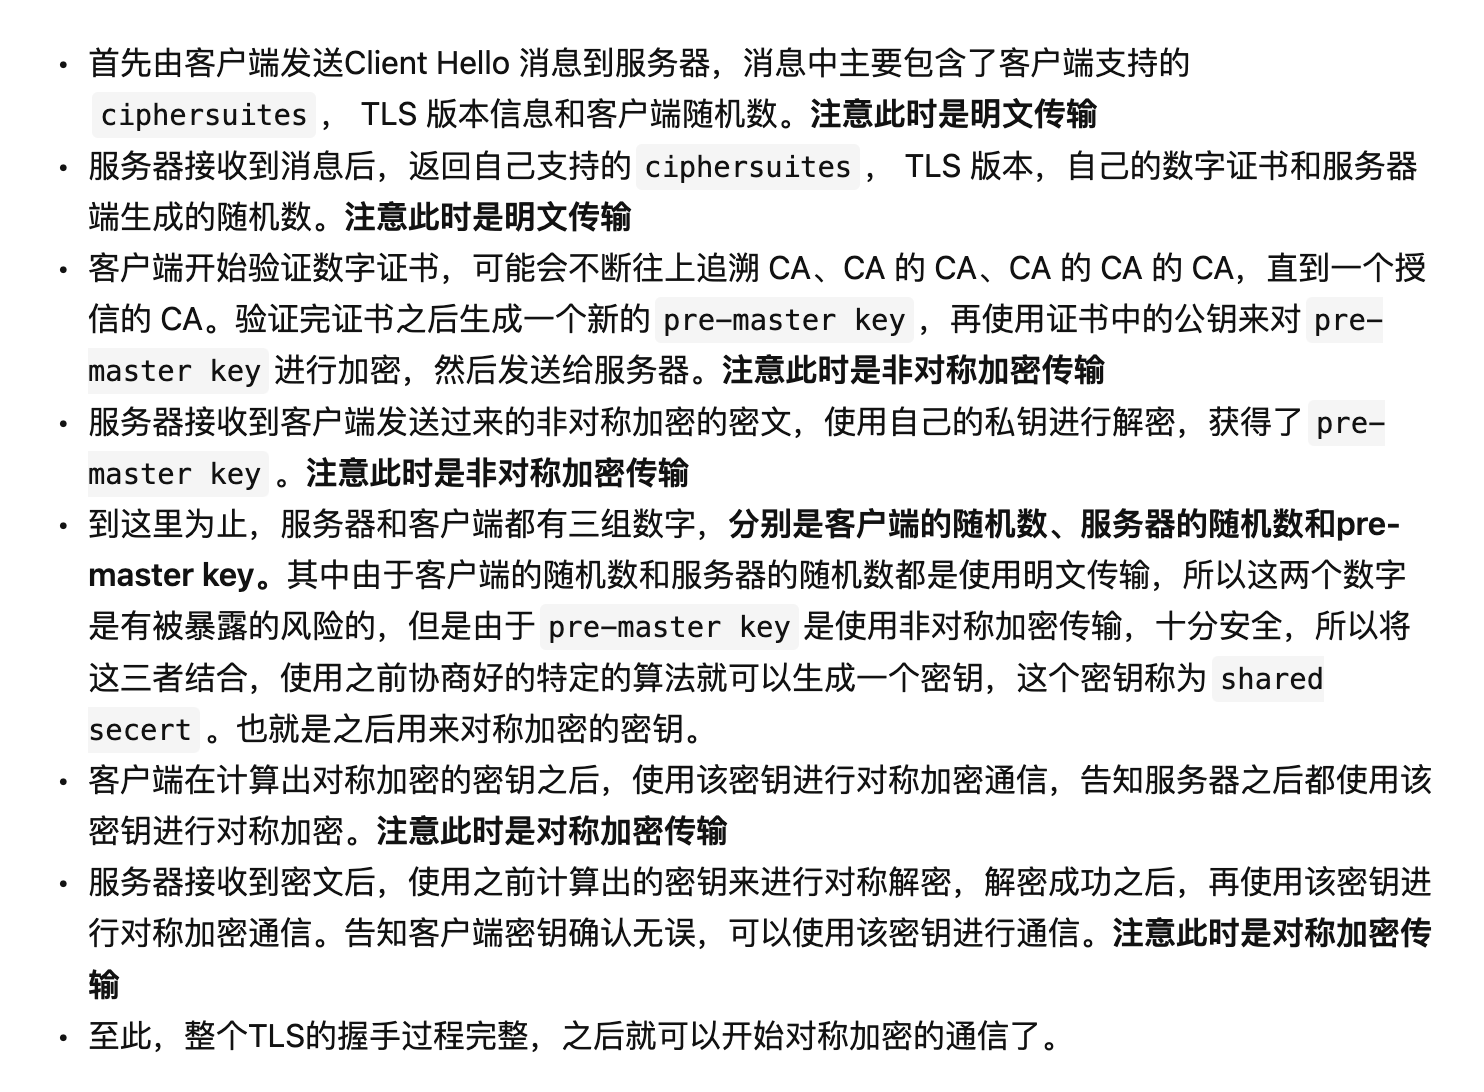 • 首先由客户端发送Client Hello 消息到服务器，消息中主要包含了客户端支持的
ciphersuites， TLS 版本信息和客户端随机数。注意此时是明文传输
• 服务器接收到消息后，返回自己支持的 ciphersuites， TLS 版本，自己的数字证书和服务器
端生成的随机数。注意此时是明文传输
• 客户端开始验证数字证书，可能会不断往上追溯 CA、CA 的 CA、CA 的 CA 的 CA，直到一个授
信的 CA。验证完证书之后生成一个新的 pre-master key，再使用证书中的公钥来对 pre-
master key 进行加密，然后发送给服务器。注意此时是非对称加密传输
• 服务器接收到客户端发送过来的非对称加密的密文，使用自己的私钥进行解密，获得了 pre-
master key。注意此时是非对称加密传输
• 到这里为止，服务器和客户端都有三组数字，分别是客户端的随机数、服务器的随机数和pre-
master key。其中由于客户端的随机数和服务器的随机数都是使用明文传输，所以这两个数字
是有被暴露的风险的，但是由于 pre-master key 是使用非对称加密传输，十分安全，所以将
这三者结合，使用之前协商好的特定的算法就可以生成一个密钥，这个密钥称为 shared
secert。也就是之后用来对称加密的密钥。
• 客户端在计算出对称加密的密钥之后，使用该密钥进行对称加密通信，告知服务器之后都使用该
密钥进行对称加密。注意此时是对称加密传输
• 服务器接收到密文后，使用之前计算出的密钥来进行对称解密，解密成功之后，再使用该密钥进
行对称加密通信。告知客户端密钥确认无误，可以使用该密钥进行通信。注意此时是对称加密传
输
• 至此，整个TLS的握手过程完整，之后就可以开始对称加密的通信了。